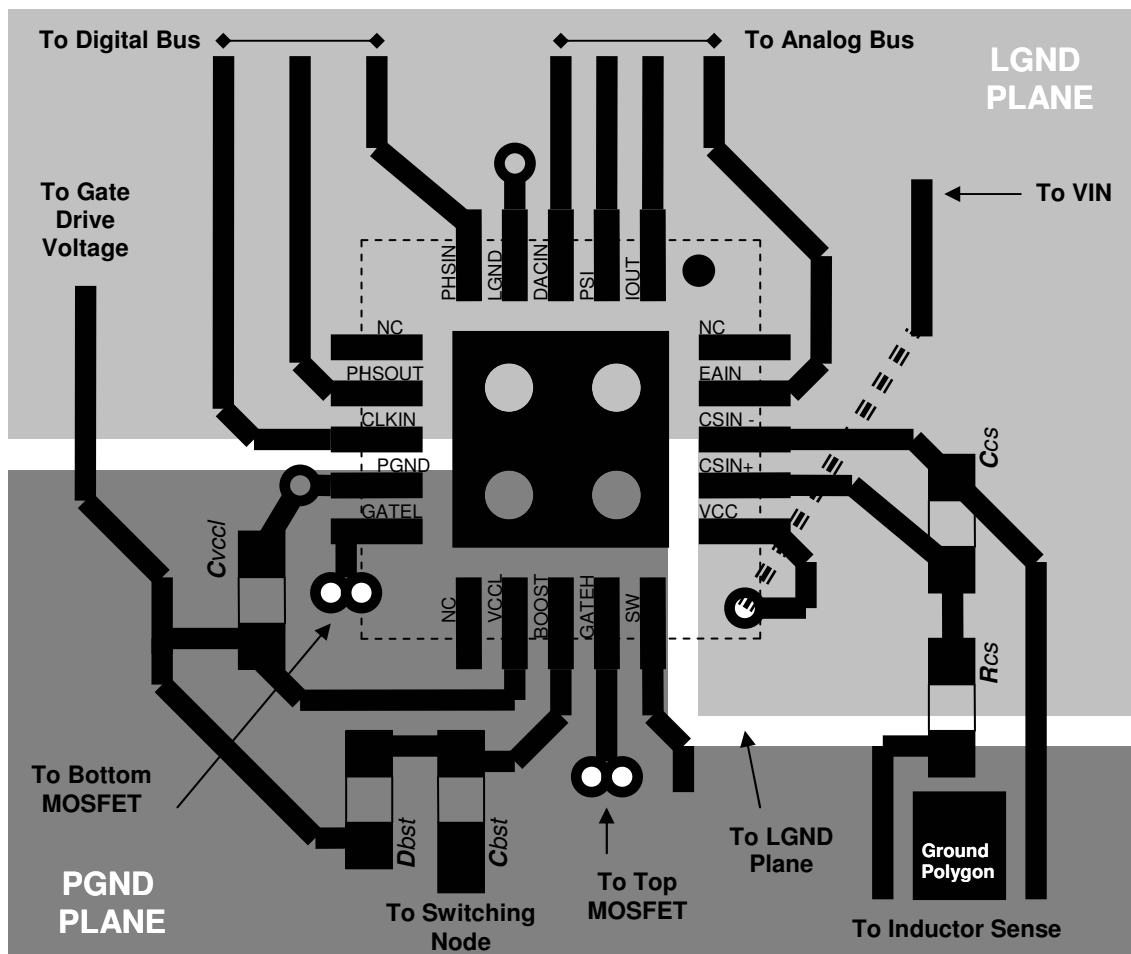 To Digital Bus
To Analog Bus
LGND
PLANE
To Gate
Drive
Voltage
To VIN
PHSIN
LGND
DACIN
PSI
IOUT
NC
PHSOUT
CLKIN
PGND
GATEL
NC
EAIN
CSIN -
CSIN+
VCC
Ccs
Cvccl
NC
VCCL
BOOST
GATEH
SW
Rcs
To Bottom
MOSFET
Dbst
Cbst
To LGND
Plane
Ground
Polygon
PGND
PLANE
To Top
MOSFET
To Switching
Node
To Inductor Sense